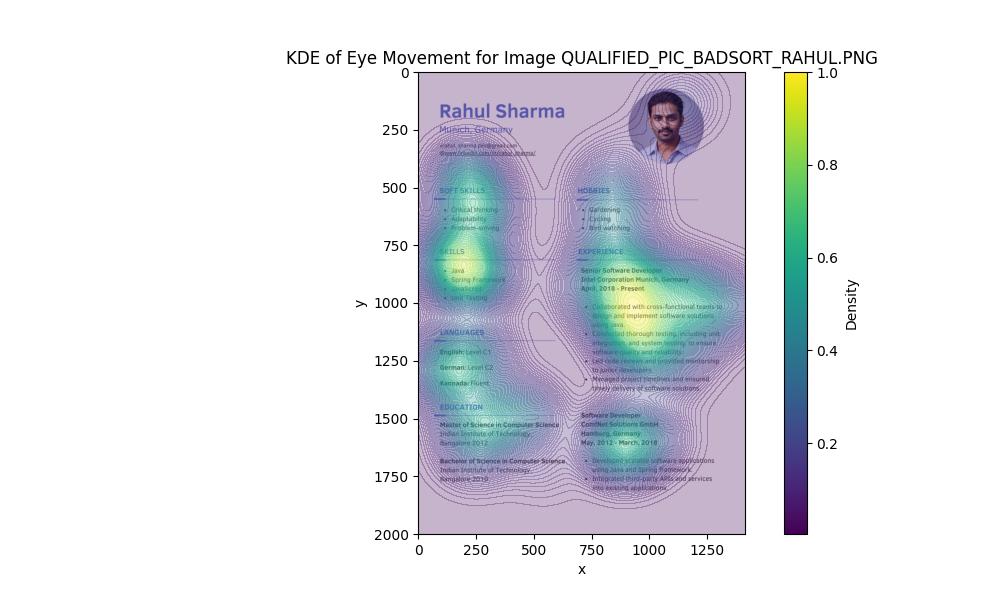 KDE of Eye Movement for Image QUALIFIED_PIC_BADSORT_RAHUL.PNG
0
250
500
750
1000
1250
1500
1750
2000
y
0
250
500
750
1000
1250
x
1.0
0.8
0.6
0.4
0.2
Density
Rahul Sharma
Munich, Germany
SOFT SKILLS
Critical thinking
Adaptability
Problem-solving
SKILLS
Java
Spring Framework
JavaScript
Unit Testing
LANGUAGES
English: Level C1
German: Level C2
Kannada: Fluent
EDUCATION
Master of Science in Computer Science
Indian Institute of Technology,
Bangalore 2012
Bachelor of Science in Computer Science
Indian Institute of Technology
Bangalore 2010
HOBBIES
Gardening
Cycling
Bird watching
EXPERIENCE
Senior Software Developer
Intel Corporation Munich, Germany
April, 2018 - Present
Collaborated with cross-functional teams to
design and implement software solutions
using Java.
Conducted thorough testing, including unit
integration and system testing, to ensure
software quality and reliability.
Led code reviews and provided mentorship
to junior developers.
Managed project timelines and ensured
timely delivery of software solutions.
Software Developer
ComNet Solutions GmbH
Hamburg, Germany
May, 2012 - March, 2018
Developed scalable software applications
using Java and Spring framework.
Integrated third-party APIs and services
into existing applications.